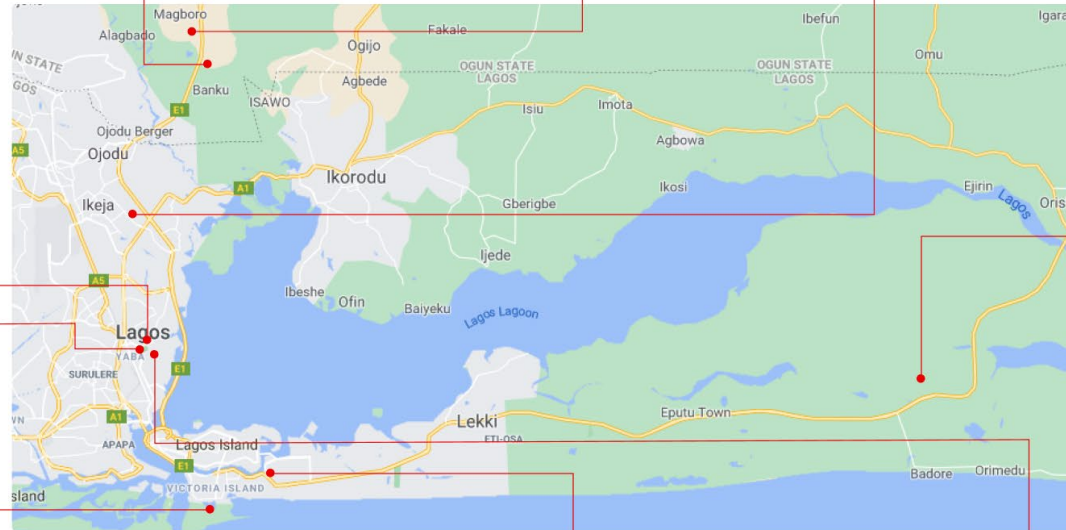 Magboro
Ibefun
Igara
Alagbado
Fakale
Ogijo
Omu
OGUN STATE
LAGOS
OGUN STATE
LAGOS
Agbede
Banku
ISAWO
E1
Isiu
Imota
Ojodu Berger
Agbowa
A5
Ojodu
Ikorodu
A1
Ikosi
Ejirin
Ikeja
Gberigbe
Lagos
Oris
Ijede
A5
Ibeshe
Ofin
Baiyeku
Lagos Lagoon
Lagos
YABA
SURULERE
E1
A1
Lekki
Eputu Town
ETI-OSA
APAPA
Lagos Island
E1
VICTORIA ISLAND
Badore
Orimedu
sland